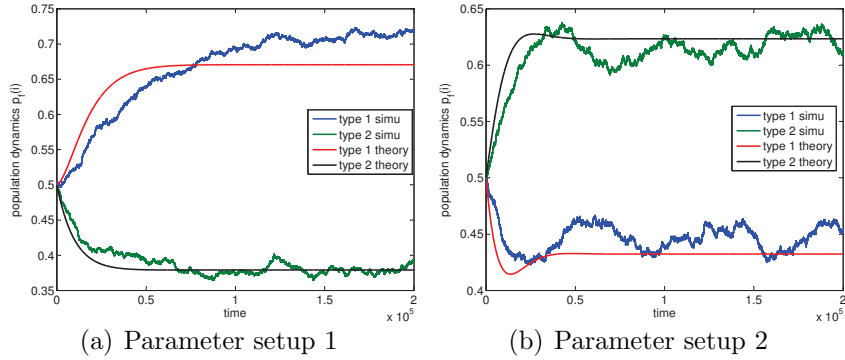 0.75
0.7
0.65
0.6
0.55
0.5
0.45
0.4
0.35
population dynamics p_f(i)
type 1 simu
type 2 simu
type 1 theory
type 2 theory
0 0.5 1 1.5 2
time
x 10^5
(a) Parameter setup 1
0.65
0.6
0.55
0.5
0.45
0.4
population dynamics p_f(i)
type 1 simu
type 2 simu
type 1 theory
type 2 theory
0 0.5 1 1.5 2
time
x 10^5
(b) Parameter setup 2